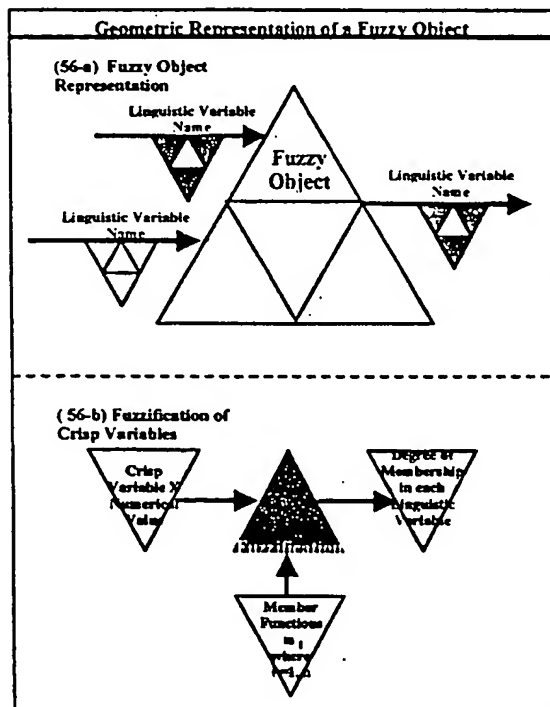 Geometric Representation of a Fuzzy Object
(56-a) Fuzzy Object
Representation
Linguistic Variable
Name
Fuzzy
Object
Linguistic Variable
Name
Linguistic Variable
Name
(56-b) Fuzzification of
Crisp Variables
Crisp
Variable X
Numerical
Value
Fuzzification
Degree of
Membership
in each
Linguistic
Variable
Member
Functions
m i
where
i=1, n